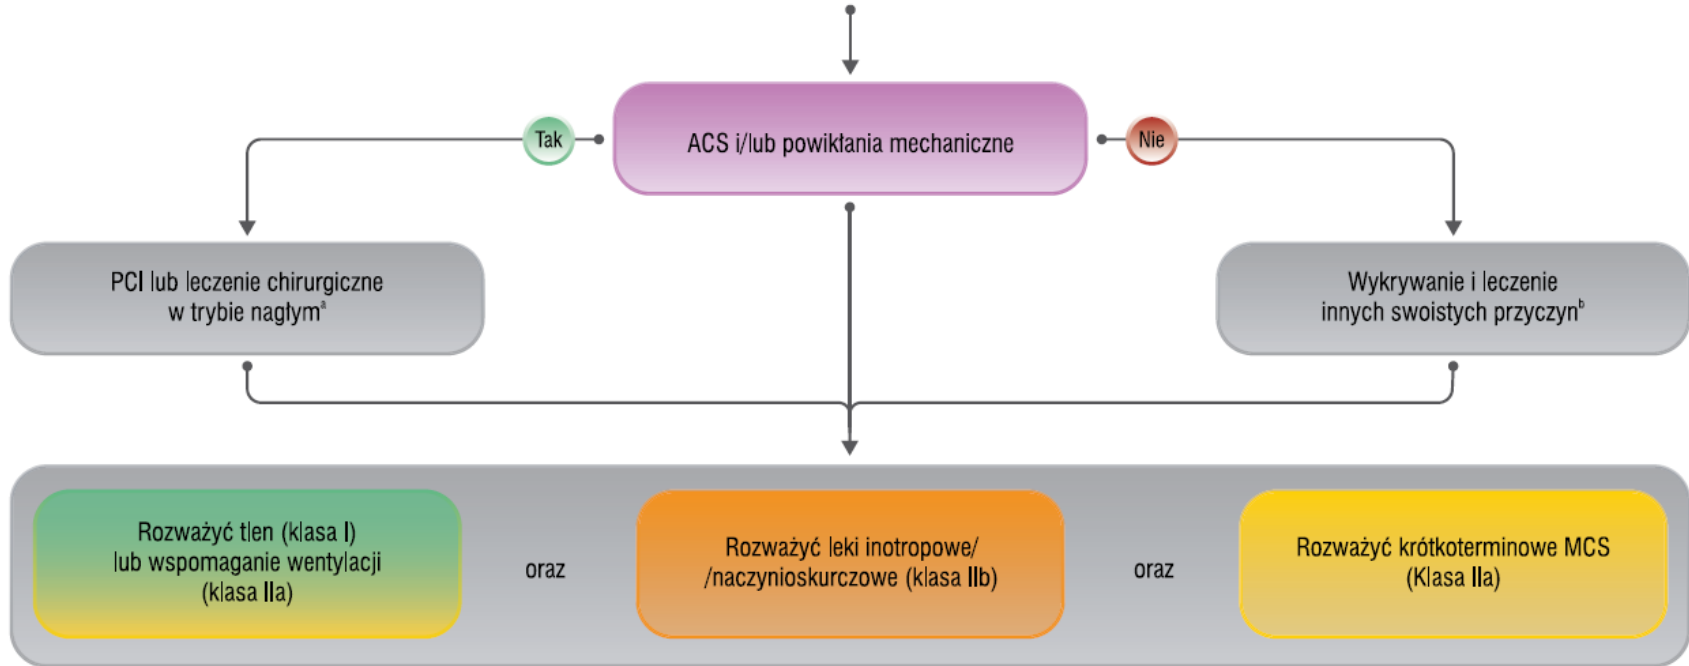 Tak
ACS i/lub powikłania mechaniczne
Nie
PCI lub leczenie chirurgiczne
w trybie nagłymᵃ
Wykrywanie i leczenie
innych swoistych przyczynᵇ
Rozważyć tlen (klasa I)
lub wspomaganie wentylacji
(klasa IIa)
oraz
Rozważyć leki inotropowe/
/naczynioskurczowe (klasa IIb)
oraz
Rozważyć krótkoterminowe MCS
(Klasa IIa)